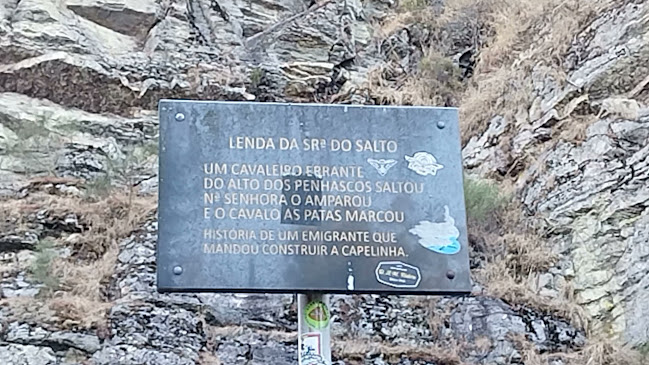 LENDA DA SRª DO SALTO
UM CAVALEIRO ERRANTE
DO ALTO DOS PENHASCOS SALTOU
Nª SENHORA O AMPAROU
E O CAVALO AS PATAS MARCOU
HISTÓRIA DE UM EMIGRANTE QUE
MANDOU CONSTRUIR A CAPELINHA.